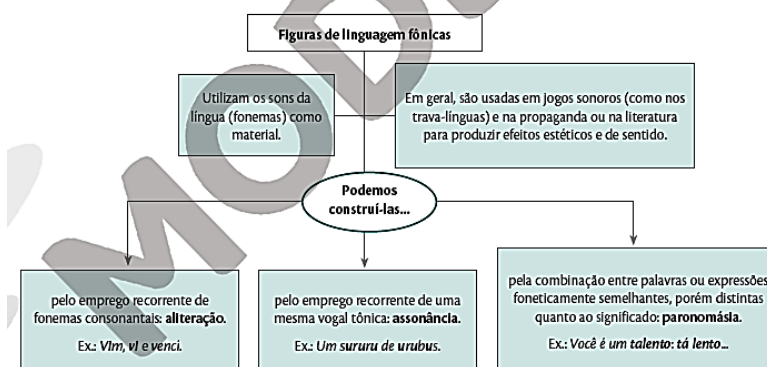 MOD
Figuras de linguagem fônicas
Utilizam os sons da
língua (fonemas) como
material.
Em geral, são usadas em jogos sonoros (como nos
trava-línguas) e na propaganda ou na literatura
para produzir efeitos estéticos e de sentido.
Podemos
construí-las...
pelo emprego recorrente de
fonemas consonantais: aliteração.
Ex.: Vim, vi e venci.
pelo emprego recorrente de uma
mesma vogal tônica: assonância.
Ex.: Um sururu de urubus.
pela combinação entre palavras ou expressões
foneticamente semelhantes, porém distintas
quanto ao significado: paronomásia.
Ex.: Você é um talento: tá lento...